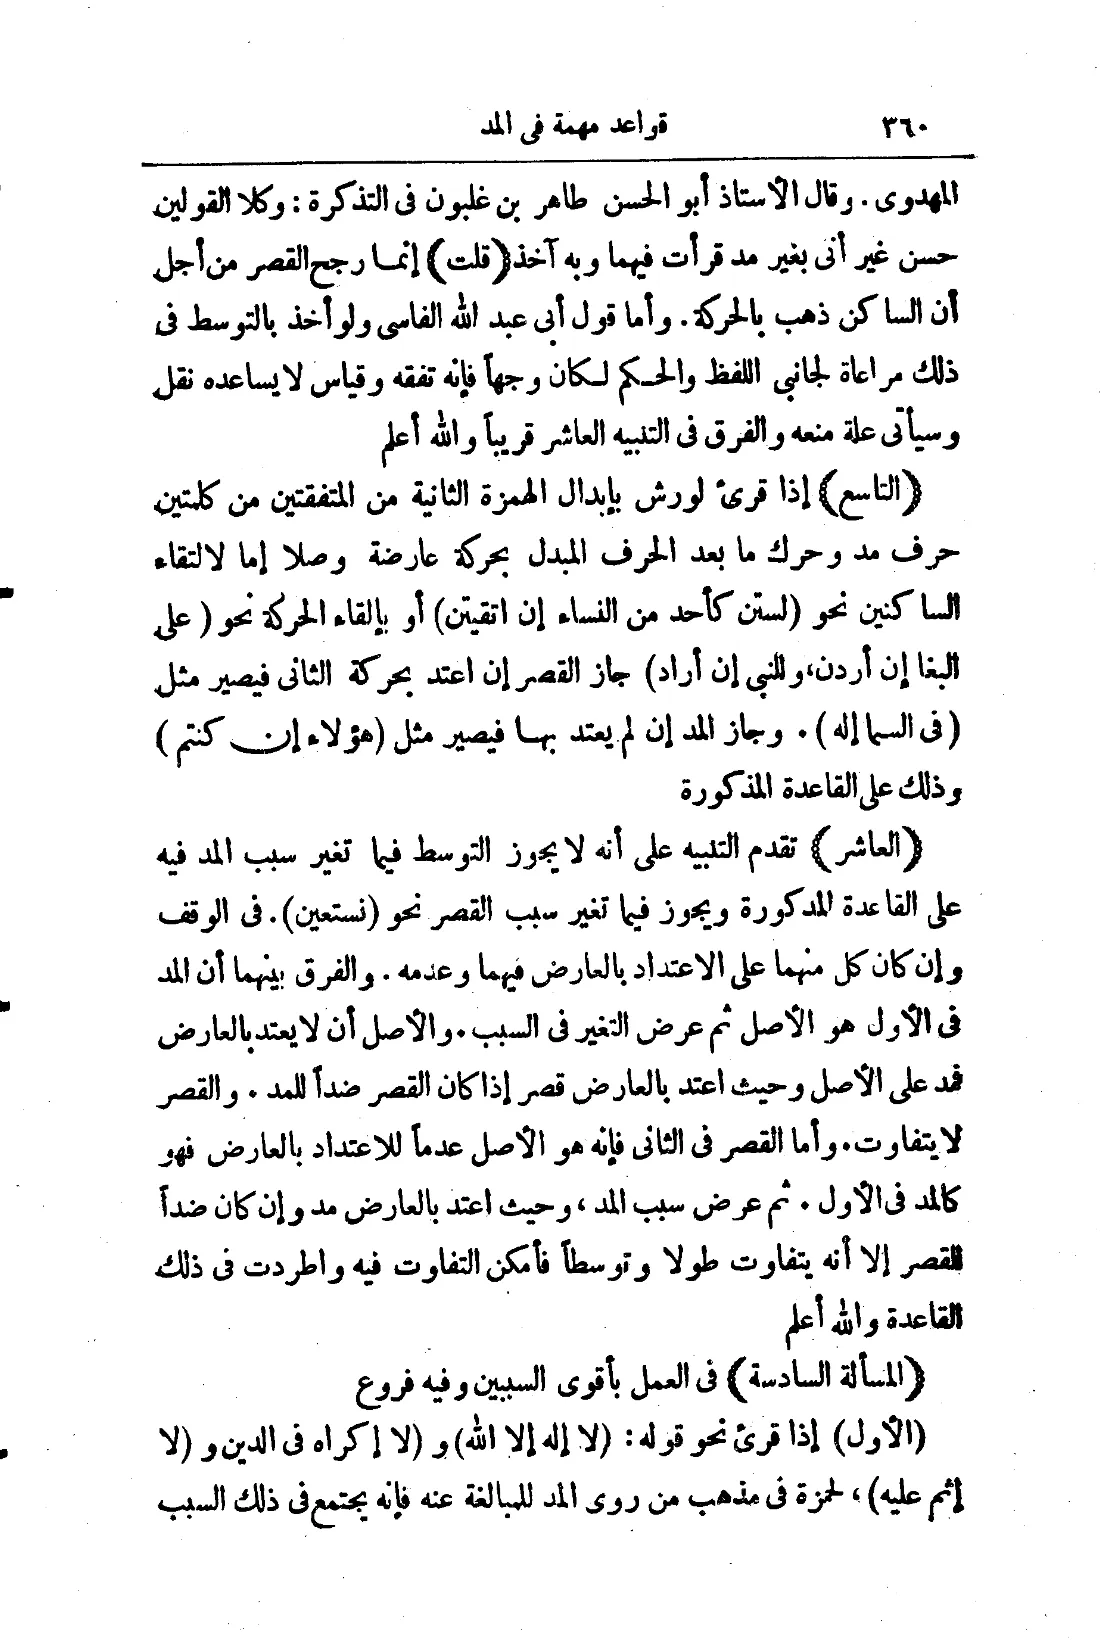 ٣٦٠ قواعد مهمة فى المد
المهدوى . وقال الأستاذ أبو الحسن طاهر بن غلبون فى التذكرة : وكلا القولين
حسن غير أنى بغير مد قرأت فيهما وبه آخذ (قلت) إنما رجح القصر من أجل
أن الساكن ذهب بالحركة . وأما قول أبى عبد الله الفاسى ولو أخذ بالتوسط فى
ذلك مراعاة لجانبي اللفظ والحكم لكان وجهاً فإنه تفقه وقياس لا يساعده نقل
وسيأتى علة منعه والفرق فى التنبيه العاشر قريباً والله أعلم
(التاسع) إذا قرئ لورش بإبدال الهمزة الثانية من المتفقتين من كلمتين
حرف مد وحرك ما بعد الحرف المبدل بحركة عارضة وصلا إما لالتقاء
الساكنين نحو (لستن كأحد من النساء إن اتقيتن) أو بإلقاء الحركة نحو (على
البغا إن أردن، وللنبي إن أراد) جاز القصر إن اعتد بحركة الثانى فيصير مثل
(فى السما إله) . وجاز المد إن لم يعتد بها فيصير مثل (هؤلاء إن كنتم)
وذلك على القاعدة المذكورة
(العاشر) تقدم التنبيه على أنه لا يجوز التوسط فيما تغير سبب المد فيه
على القاعدة المذكورة ويجوز فيما تغير سبب القصر نحو (نستعين) . فى الوقف
وإن كان كل منهما على الاعتداد بالعارض فيهما وعدمه . والفرق بينهما أن المد
فى الأول هو الأصل ثم عرض التغير فى السبب . والأصل أن لا يعتد بالعارض
فمد على الأصل وحيث اعتد بالعارض قصر إذا كان القصر ضداً للمد . والقصر
لا يتفاوت . وأما القصر فى الثانى فإنه هو الأصل عدماً للاعتداد بالعارض فهو
كالمد فى الأول . ثم عرض سبب المد ، وحيث اعتد بالعارض مد وإن كان ضداً
للقصر إلا أنه يتفاوت طولا وتوسطاً فأمكن التفاوت فيه واطردت فى ذلك
القاعدة والله أعلم
(المسألة السادسة) فى العمل بأقوى السببين وفيه فروع
(الأول) إذا قرئ نحو قوله : (لا إله إلا الله) و (لا إكراه فى الدين و (لا
إثم عليه) ، لحمزة فى مذهب من روى المد للمبالغة عنه فإنه يجتمع فى ذلك السبب